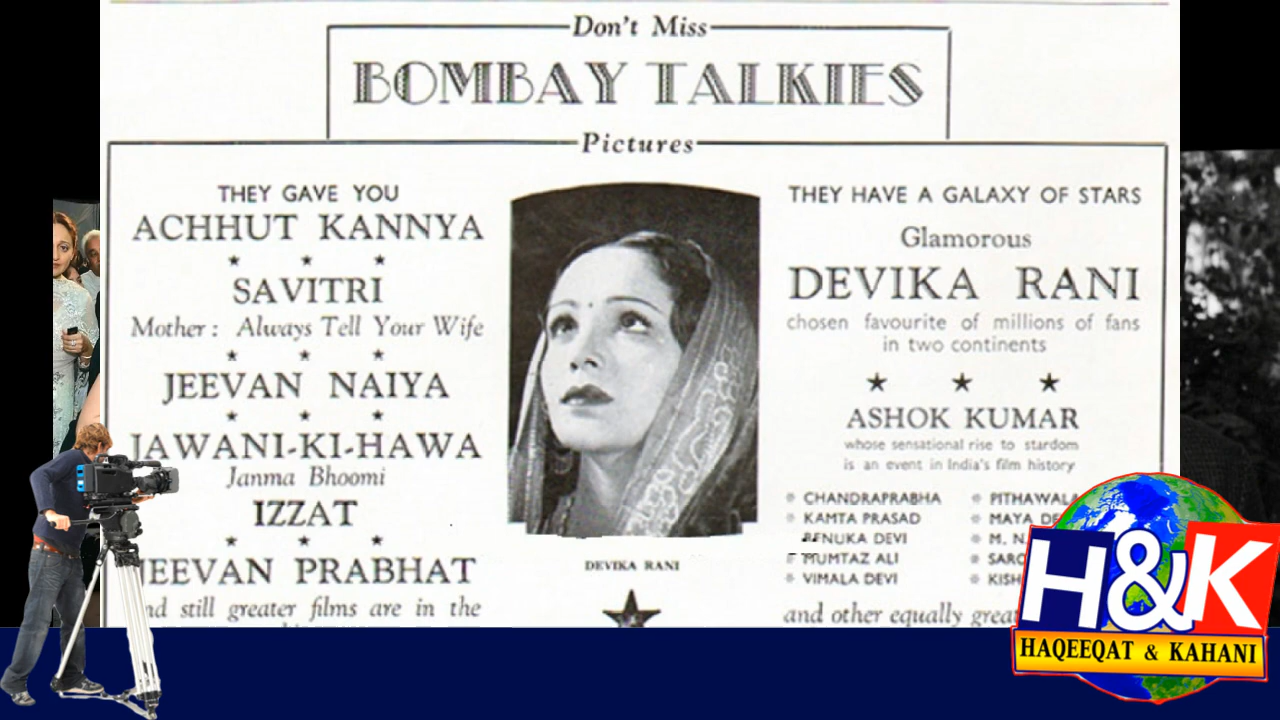 Don't Miss
BOMBAY TALKIES
Pictures
THEY GAVE YOU
ACHHUT KANNYA
SAVITRI
Mother: Always Tell Your Wife
JEEVAN NAIYA
JAWANI-KI-HAWA
Janma Bhoomi
IZZAT
JEEVAN PRABHAT
still greater films are in the
DEVIKA RANI
THEY HAVE A GALAXY OF STARS
Glamorous
DEVIKA RANI
chosen favourite of millions of fans
in two continents
ASHOK KUMAR
whose sensational rise to stardom
is an event in India's film history
CHANDRAPRABHA
KAMTA PRASAD
RENUKA DEVI
MUMTAZ ALI
VIMALA DEVI
PITHAWALA
MAYA
M. N.
and other equally
H&K
HAQEEQAT & KAHANI